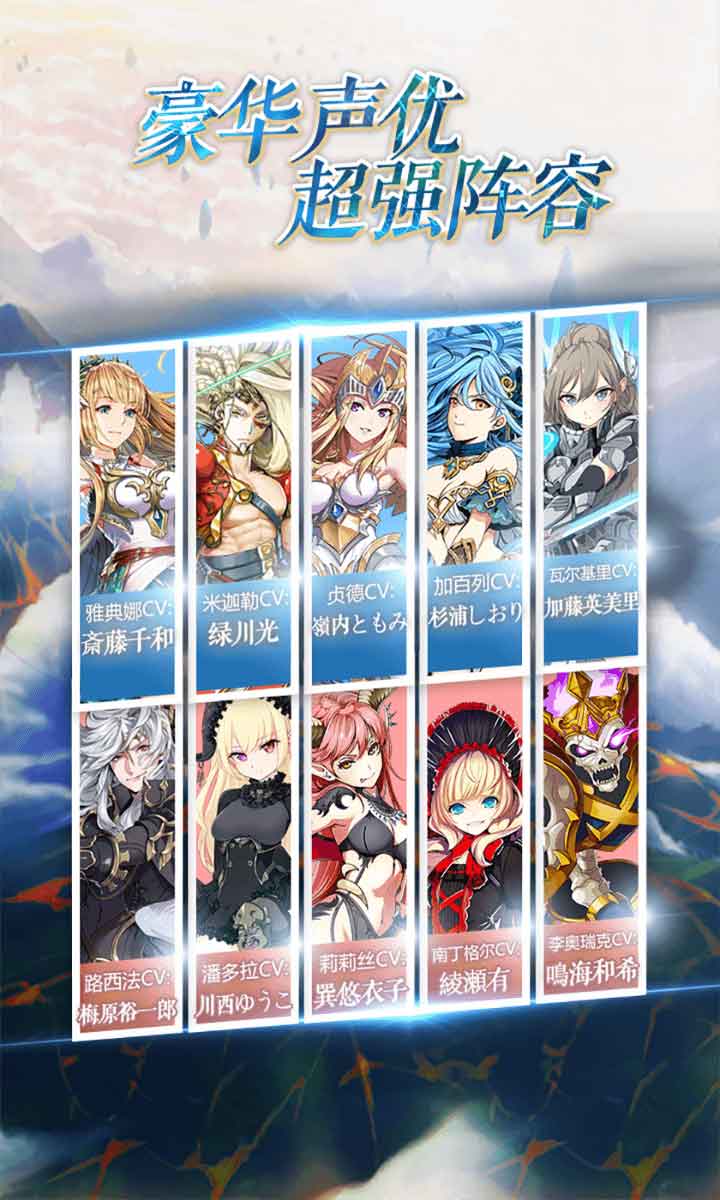 豪华声优
超强阵容
雅典娜CV:
斎藤千和
米迦勒CV:
绿川光
贞德CV:
嶺内ともみ
加百列CV:
杉浦しおり
瓦尔基里CV:
加藤英美里
路西法CV:
梅原裕一郎
潘多拉CV:
川西ゆうこ
莉莉丝CV:
巽悠衣子
南丁格尔CV:
綾瀬有
李奥瑞克CV:
鳴海和希